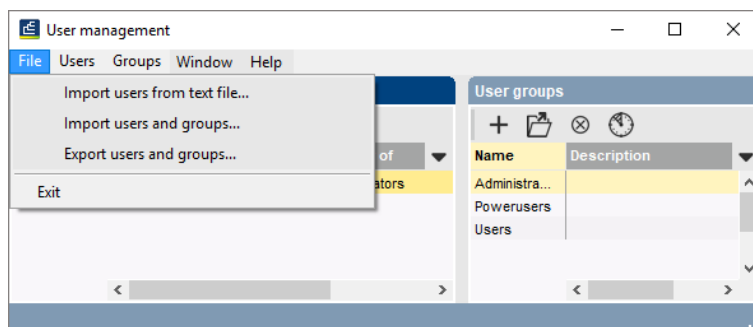 User management
File Users Groups Window Help
Import users from text file...
Import users and groups...
Export users and groups...
Exit
of
ators
User groups
Name Description
Administra...
Powerusers
Users